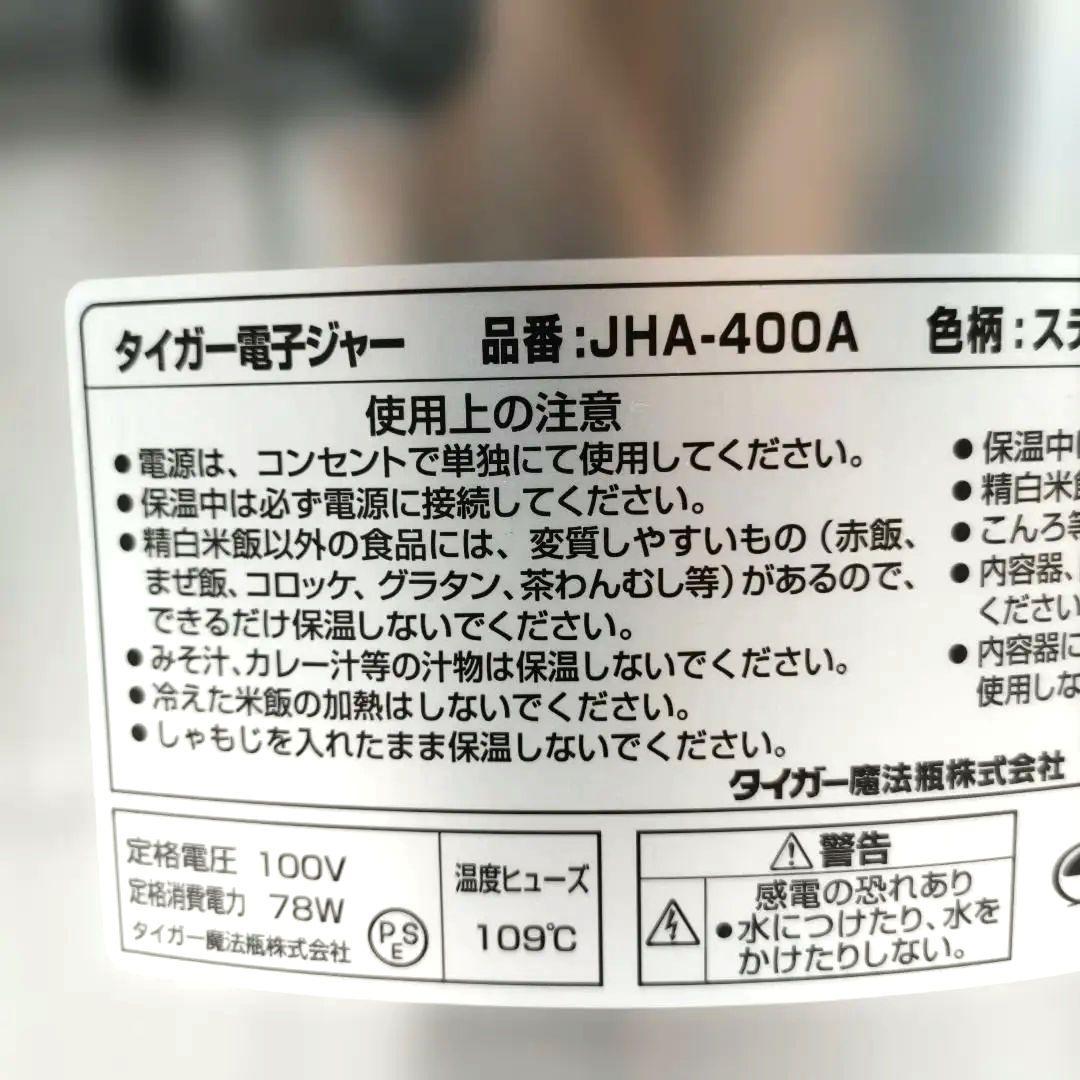 タイガー電子ジャー 品番:JHA-400A 色柄:ステ
使用上の注意
●電源は、コンセントで単独にて使用してください。
●保温中は必ず電源に接続してください。
●精白米飯以外の食品には、変質しやすいもの(赤飯、
まぜ飯、コロッケ、グラタン、茶わんむし等)があるので、
できるだけ保温しないでください。
●みそ汁、カレー汁等の汁物は保温しないでください。
●冷えた米飯の加熱はしないでください。
●しゃもじを入れたまま保温しないでください。
●保温中
●精白米飯
●こんろ等
●内容器、
ください
●内容器に
使用しな
タイガー魔法瓶株式会社
定格電圧 100V
定格消費電力 78W
タイガー魔法瓶株式会社
PSE
温度ヒューズ
109℃
警告
感電の恐れあり
●水につけたり、水を
かけたりしない。